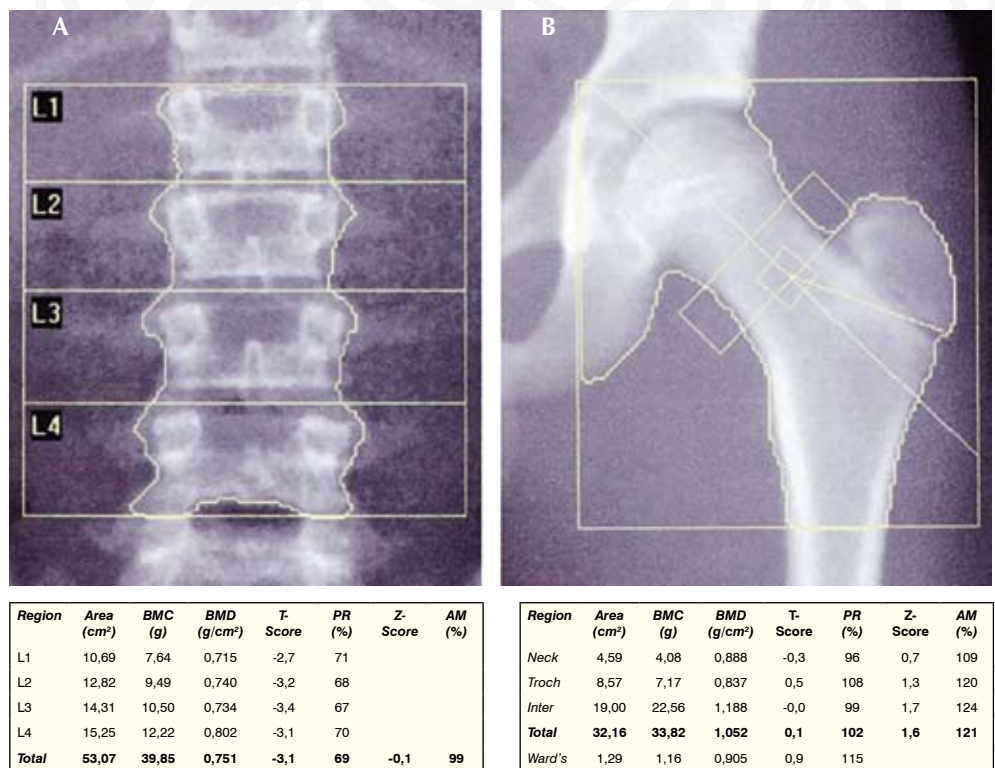 A
B
L1
L2
L3
L4
Region Area (cm²) BMC (g) BMD (g/cm²) T-Score PR (%) Z-Score AM (%)
L1 10,69 7,64 0,715 -2,7 71
L2 12,82 9,49 0,740 -3,2 68
L3 14,31 10,50 0,734 -3,4 67
L4 15,25 12,22 0,802 -3,1 70
Total 53,07 39,85 0,751 -3,1 69 -0,1 99
Region Area (cm²) BMC (g) BMD (g/cm²) T-Score PR (%) Z-Score AM (%)
Neck 4,59 4,08 0,888 -0,3 96 0,7 109
Troch 8,57 7,17 0,837 0,5 108 1,3 120
Inter 19,00 22,56 1,188 -0,0 99 1,7 124
Total 32,16 33,82 1,052 0,1 102 1,6 121
Ward's 1,29 1,16 0,905 0,9 115